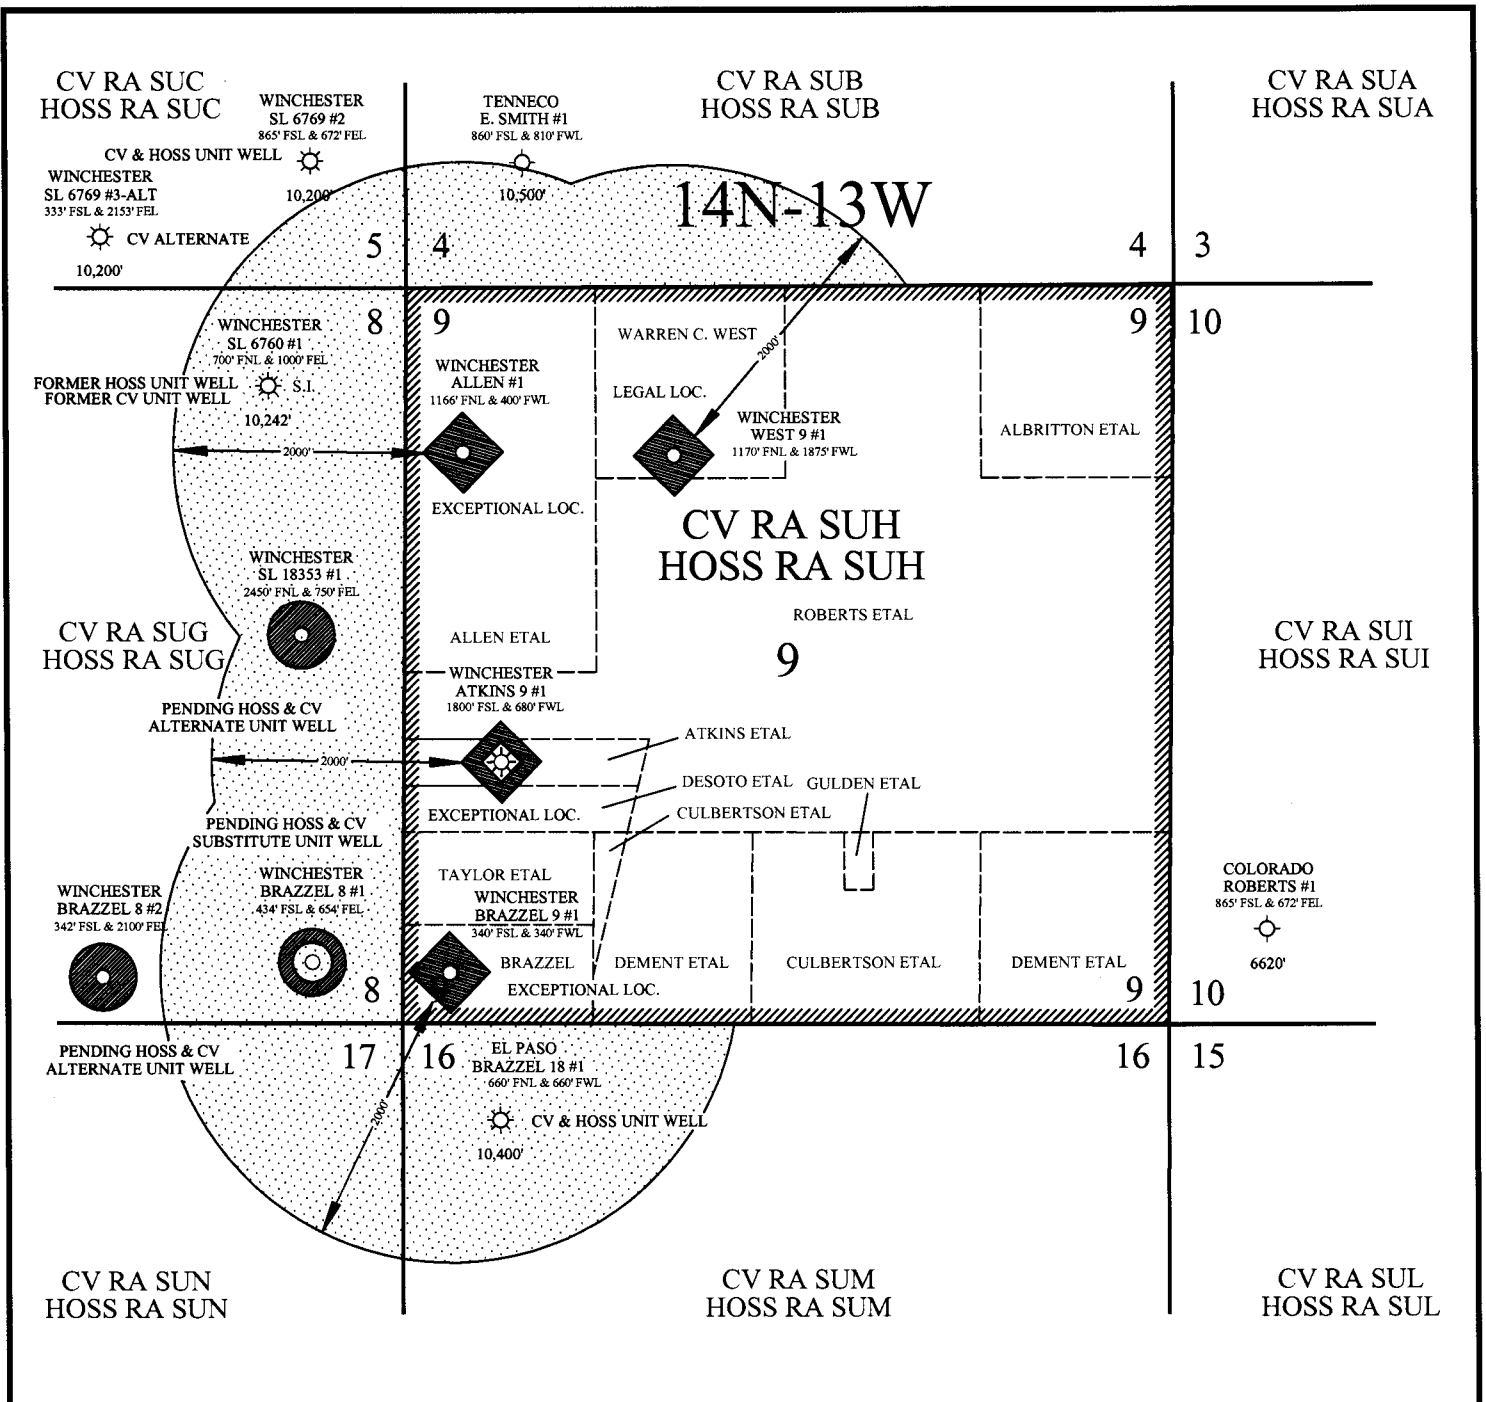 CV RA SUC
HOSS RA SUC
WINCHESTER
SL 6769 #2
865' FSL & 672' FEL
CV & HOSS UNIT WELL
10,200'
WINCHESTER
SL 6769 #3-ALT
333' FSL & 2153' FEL
CV ALTERNATE
10,200'
TENNECO
E. SMITH #1
860' FSL & 810' FWL
10,500'
CV RA SUB
HOSS RA SUB
14N-13W
CV RA SUA
HOSS RA SUA
5
4
4
3
8
9
9
10
WINCHESTER
SL 6760 #1
700' FNL & 1000' FEL
FORMER HOSS UNIT WELL
FORMER CV UNIT WELL
S.I.
10,242'
2000'
WINCHESTER
ALLEN #1
1166' FNL & 400' FWL
EXCEPTIONAL LOC.
WARREN C. WEST
2000'
LEGAL LOC.
WINCHESTER
WEST 9 #1
1170' FNL & 1875' FWL
ALBRITTON ETAL
CV RA SUH
HOSS RA SUH
ROBERTS ETAL
9
WINCHESTER
SL 18353 #1
2450' FNL & 750' FEL
CV RA SUG
HOSS RA SUG
PENDING HOSS & CV
ALTERNATE UNIT WELL
ALLEN ETAL
WINCHESTER
ATKINS 9 #1
1800' FSL & 680' FWL
2000'
EXCEPTIONAL LOC.
ATKINS ETAL
DESOTO ETAL
GULDEN ETAL
CULBERTSON ETAL
CV RA SUI
HOSS RA SUI
PENDING HOSS & CV
SUBSTITUTE UNIT WELL
WINCHESTER
BRAZZEL 8 #1
434' FSL & 654' FEL
WINCHESTER
BRAZZEL 8 #2
342' FSL & 2100' FEL
TAYLOR ETAL
WINCHESTER
BRAZZEL 9 #1
340' FSL & 340' FWL
BRAZZEL
EXCEPTIONAL LOC.
DEMENT ETAL
CULBERTSON ETAL
DEMENT ETAL
COLORADO
ROBERTS #1
865' FSL & 672' FEL
6620'
8
9
10
PENDING HOSS & CV
ALTERNATE UNIT WELL
17
16
16
15
2000'
EL PASO
BRAZZEL 18 #1
660' FNL & 660' FWL
CV & HOSS UNIT WELL
10,400'
CV RA SUN
HOSS RA SUN
CV RA SUM
HOSS RA SUM
CV RA SUL
HOSS RA SUL